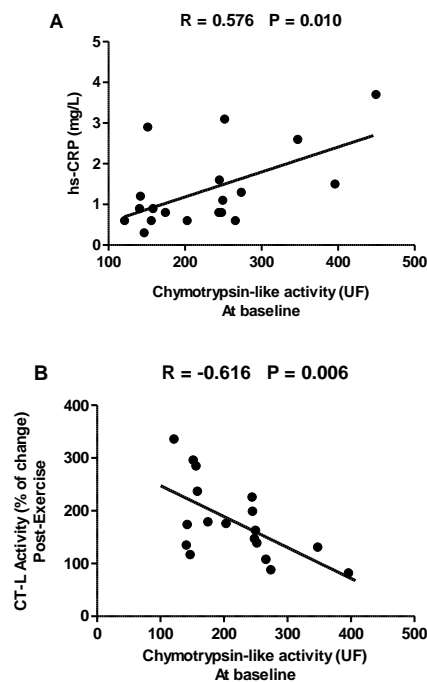 A
R = 0.576 P = 0.010
hs-CRP (mg/L)
5
4
3
2
1
0
100 200 300 400 500
Chymotrypsin-like activity (UF)
At baseline
B
R = -0.616 P = 0.006
CT-L Activity (% of change)
Post-Exercise
400
300
200
100
0
0 100 200 300 400 500
Chymotrypsin-like activity (UF)
At baseline